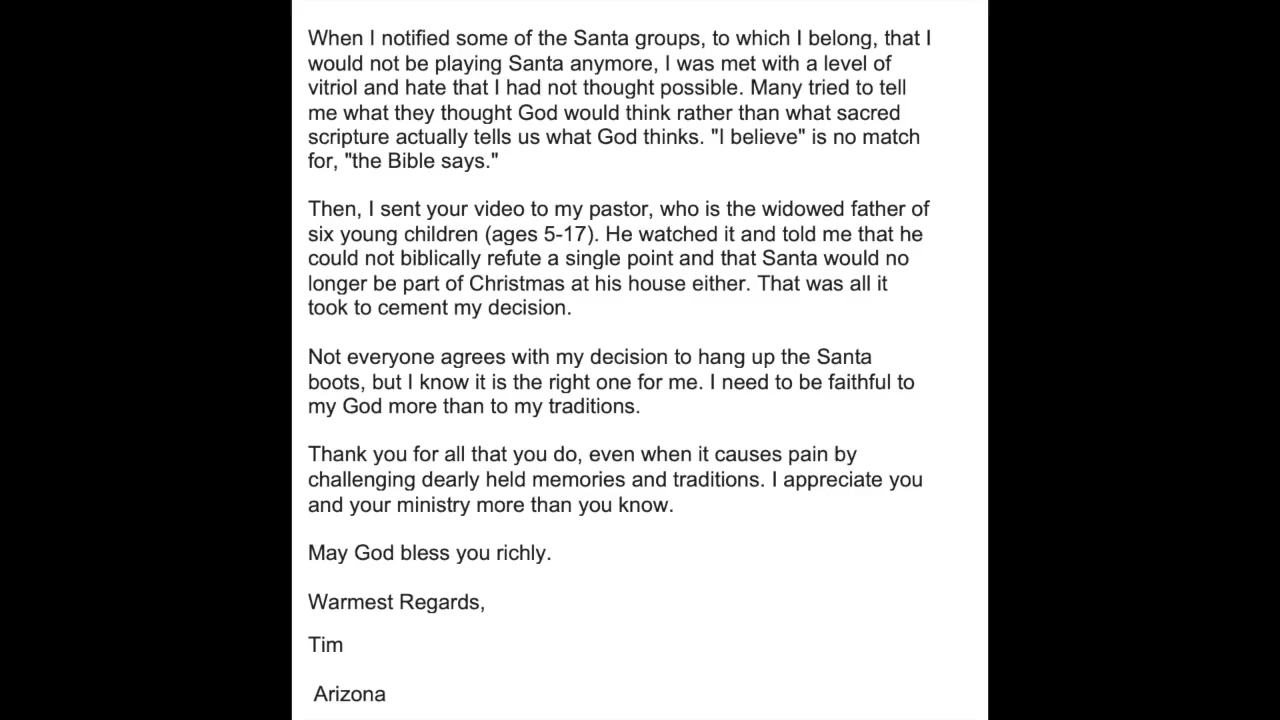 When I notified some of the Santa groups, to which I belong, that I
would not be playing Santa anymore, I was met with a level of
vitriol and hate that I had not thought possible. Many tried to tell
me what they thought God would think rather than what sacred
scripture actually tells us what God thinks. "I believe" is no match
for, "the Bible says."
Then, I sent your video to my pastor, who is the widowed father of
six young children (ages 5-17). He watched it and told me that he
could not biblically refute a single point and that Santa would no
longer be part of Christmas at his house either. That was all it
took to cement my decision.
Not everyone agrees with my decision to hang up the Santa
boots, but I know it is the right one for me. I need to be faithful to
my God more than to my traditions.
Thank you for all that you do, even when it causes pain by
challenging dearly held memories and traditions. I appreciate you
and your ministry more than you know.
May God bless you richly.
Warmest Regards,
Tim
Arizona